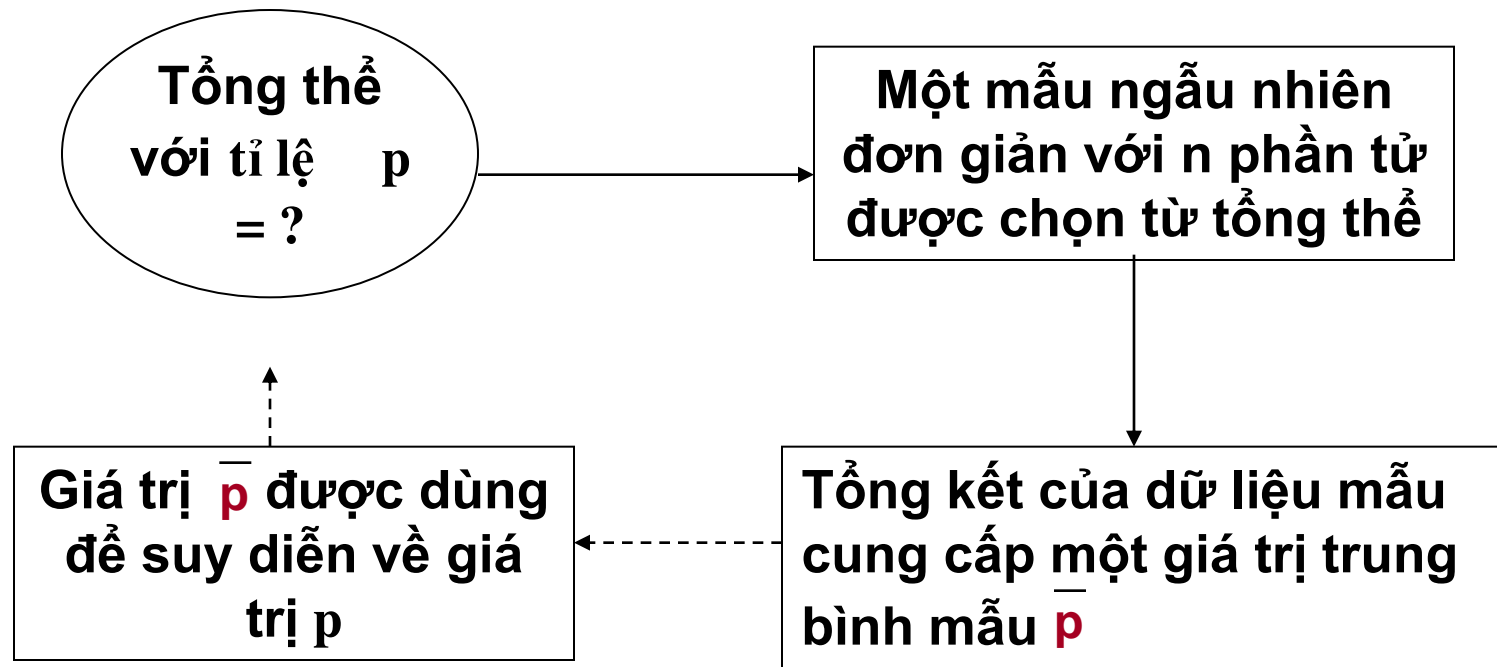 Tổng thể
với tỉ lệ p
= ?
Một mẫu ngẫu nhiên
đơn giản với n phần tử
được chọn từ tổng thể
Giá trị p̅ được dùng
để suy diễn về giá
trị p
Tổng kết của dữ liệu mẫu
cung cấp một giá trị trung
bình mẫu p̅